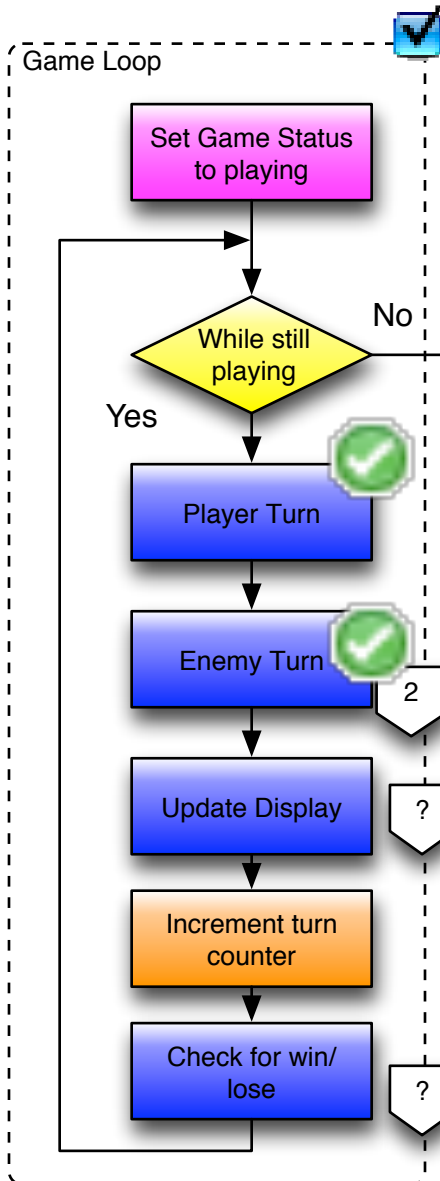 Game Loop
Set Game Status
to playing
While still
playing
No
Yes
Player Turn
Enemy Turn
2
Update Display
?
Increment turn
counter
Check for win/
lose
?